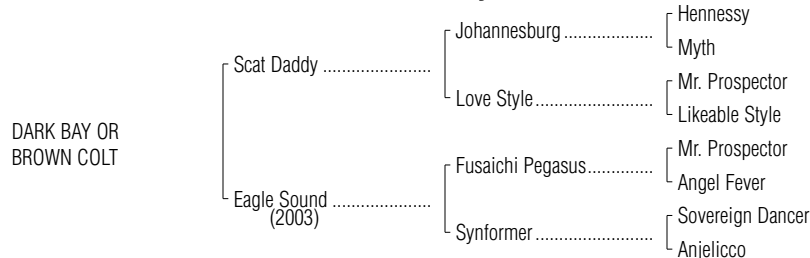 Hennessy
Johannesburg ...................
Myth
Scat Daddy .......................
Mr. Prospector
Love Style.........................
Likeable Style
DARK BAY OR
BROWN COLT
Mr. Prospector
Fusaichi Pegasus..............
Angel Fever
Eagle Sound .....................
(2003)
Sovereign Dancer
Synformer.........................
Anjelicco